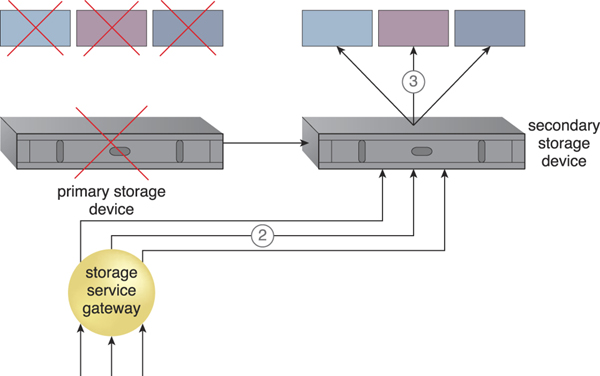 3
secondary
storage
device
primary storage
device
2
storage
service
gateway